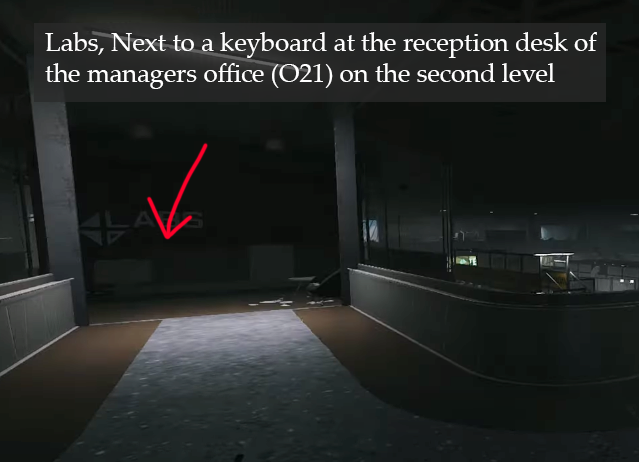 Labs, Next to a keyboard at the reception desk of
the managers office (O21) on the second level
LABS